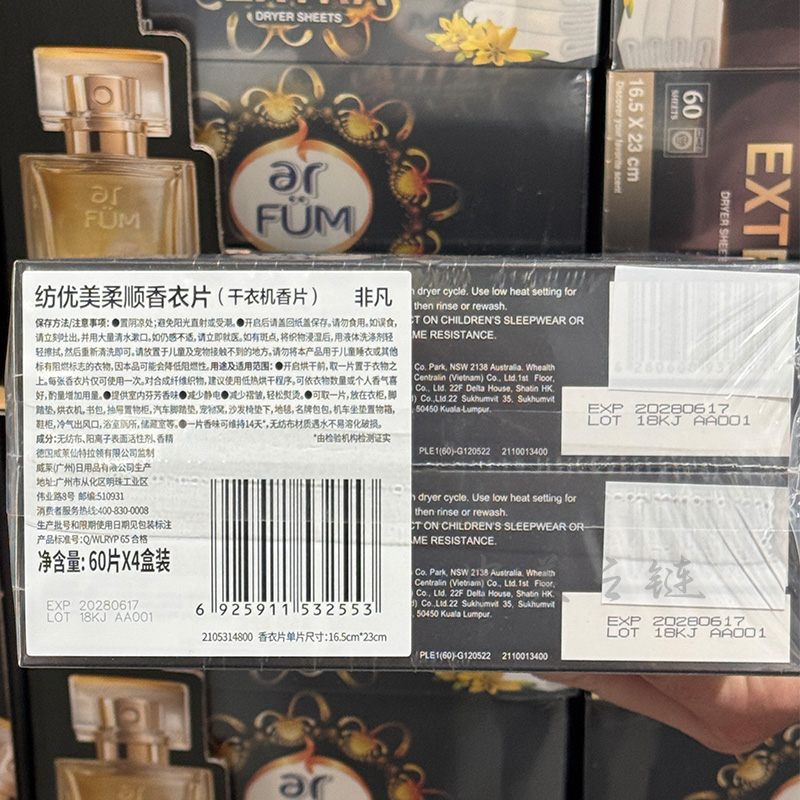 DRYER SHEETS
ar
FÜM
60
SHEETS
16.5 X 23 cm
Discover your favorite scent
DRYER SHEE
纺优美柔顺香衣片（干衣机香片） 非凡
保存方法/注意事项：●置阴凉处；避免阳光直射或受潮。●开启后请盖回纸盖保存。请勿食用。如误食，
请立刻吐出，并用大量清水漱口。如仍感不适，请立即就医。如有斑点，将织物浸湿后，用液体洗涤剂轻
轻擦拭，然后重新清洗即可。请放置于儿童及宠物接触不到的地方。请勿将本产品用于儿童睡衣或其他
标有阻燃标志的衣物，因本品可能会降低阻燃性。用途及适用范围：●开启烘干前，取一片置于衣物之
上。每张香衣片仅可使用一次。对合成纤维织物，建议使用低热烘干程序。可依衣物数量或个人香气喜
好，酌量增加用量。●提供室内芬芳香味●减少静电●减少褶皱，轻松熨烫。●可取一片，放在衣柜，脚
踏垫，烘衣机，书包，抽屉置物柜，汽车脚踏垫，宠物窝，沙发椅垫下，地毯，名牌包包，机车坐垫置物箱，
鞋柜，冷气出风口，浴室厕所，储藏室等。●一片香味可维持14天*。无纺布材质遇水不易溶化破损。
成分：无纺布，阳离子表面活性剂，香精 *由检验机构检测证实
德国威莱仙特拉领有限公司监制
威莱(广州)日用品有限公司生产
地址：广州市从化区明珠工业区
伟业路8号 邮编：510931
消费者服务热线：400-830-0008
生产批号和限期使用日期见包装标注
产品标准号：Q/WLRYP 65 合格
净含量：60片X4盒装
EXP 20280617
LOT 18KJ AA001
6 925911 532553
2105314800 香衣片单片尺寸：16.5cm*23cm
dryer cycle. Use low heat setting for
then rinse or rewash.
CT ON CHILDREN'S SLEEPWEAR OR
ME RESISTANCE.
Co. Park, NSW 2138 Australia. Whealth
Centralin (Vietnam) Co., Ltd.1st Floor,
Co., Ltd. 22F Delta House, Shatin HK.
) Co.,Ltd.22 Sukhumvit 35, Sukhumvit
50450 Kuala-Lumpur.
PLE1(60)-G120522
EXP 20280617
LOT 18KJ AA001
dryer cycle. Use low heat setting for
then rinse or rewash.
CT ON CHILDREN'S SLEEPWEAR OR
ME RESISTANCE.
Co. Park, NSW 2138 Australia. Whealth
Centralin (Vietnam) Co., Ltd.1st Floor,
Co., Ltd. 22F Delta House, Shatin HK.
) Co.,Ltd.22 Sukhumvit 35, Sukhumvit
50450 Kuala-Lumpur.
PLE1(60)-G120522 2110013400
EXP 20280617
LOT 18KJ AA001
ar